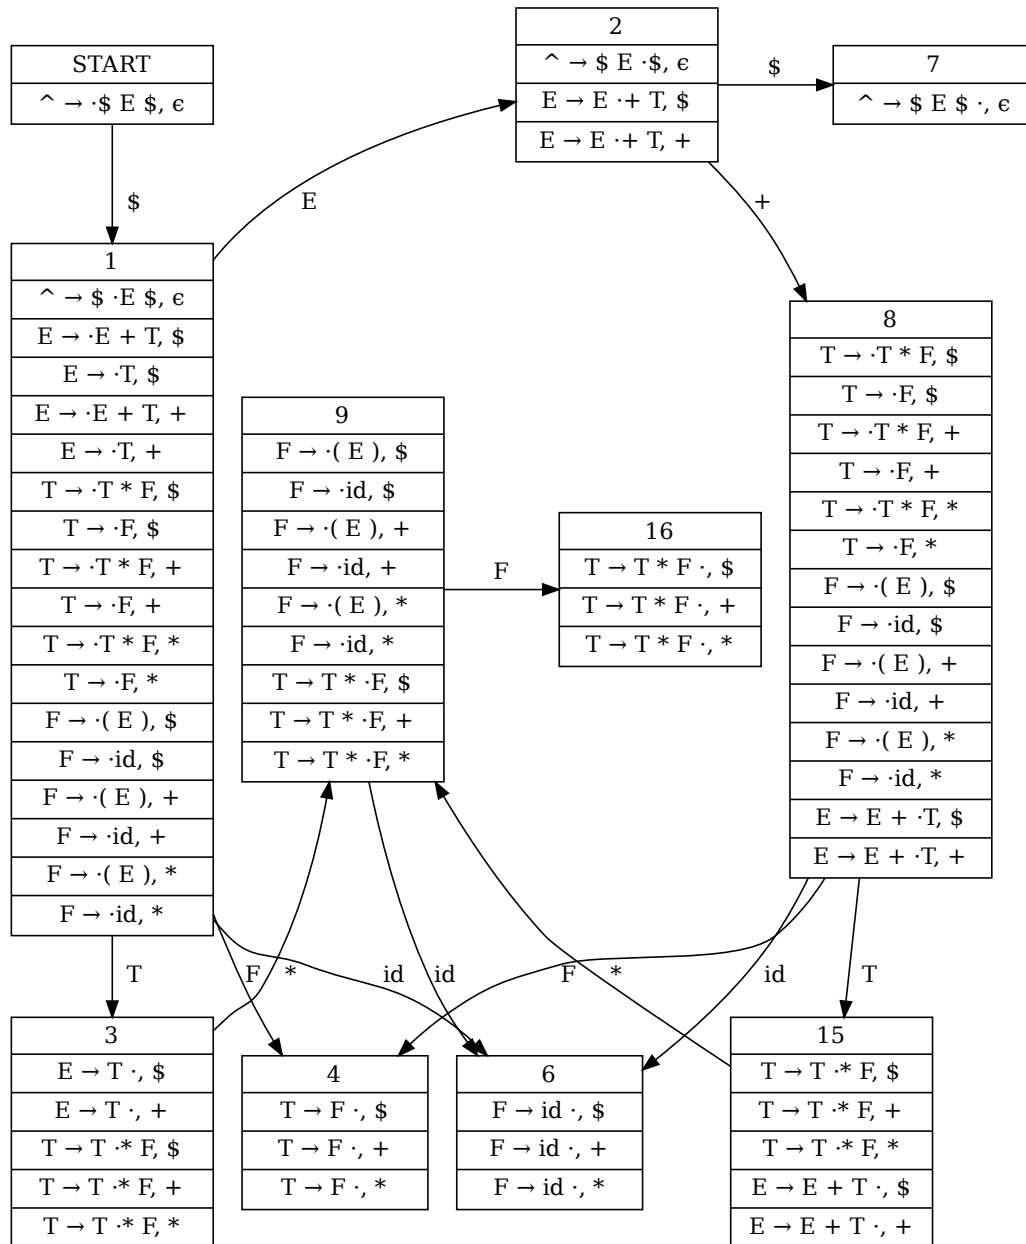 START
^ → ·$ E $, ϵ
$
1
^ → $ ·E $, ϵ
E → ·E + T, $
E → ·T, $
E → ·E + T, +
E → ·T, +
T → ·T * F, $
T → ·F, $
T → ·T * F, +
T → ·F, +
T → ·T * F, *
T → ·F, *
F → ·( E ), $
F → ·id, $
F → ·( E ), +
F → ·id, +
F → ·( E ), *
F → ·id, *
E
2
^ → $ E ·$, ϵ
E → E ·+ T, $
E → E ·+ T, +
$
7
^ → $ E $ ·, ϵ
+
8
T → ·T * F, $
T → ·F, $
T → ·T * F, +
T → ·F, +
T → ·T * F, *
T → ·F, *
F → ·( E ), $
F → ·id, $
F → ·( E ), +
F → ·id, +
F → ·( E ), *
F → ·id, *
E → E + ·T, $
E → E + ·T, +
9
F → ·( E ), $
F → ·id, $
F → ·( E ), +
F → ·id, +
F → ·( E ), *
F → ·id, *
T → T * ·F, $
T → T * ·F, +
T → T * ·F, *
F
16
T → T * F ·, $
T → T * F ·, +
T → T * F ·, *
T
F
*
id
id
F
*
id
T
3
E → T ·, $
E → T ·, +
T → T ·* F, $
T → T ·* F, +
T → T ·* F, *
4
T → F ·, $
T → F ·, +
T → F ·, *
6
F → id ·, $
F → id ·, +
F → id ·, *
15
T → T ·* F, $
T → T ·* F, +
T → T ·* F, *
E → E + T ·, $
E → E + T ·, +